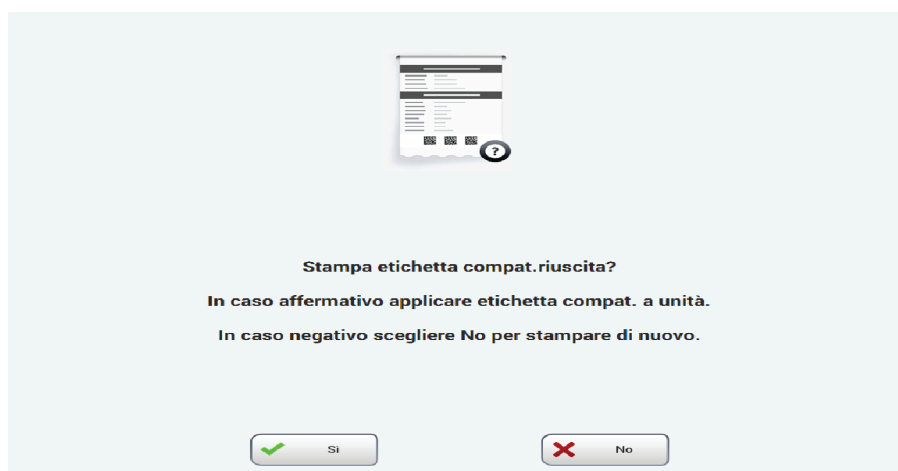 Stampa etichetta compat.riuscita?
In caso affermativo applicare etichetta compat. a unità.
In caso negativo scegliere No per stampare di nuovo.
Sì
No